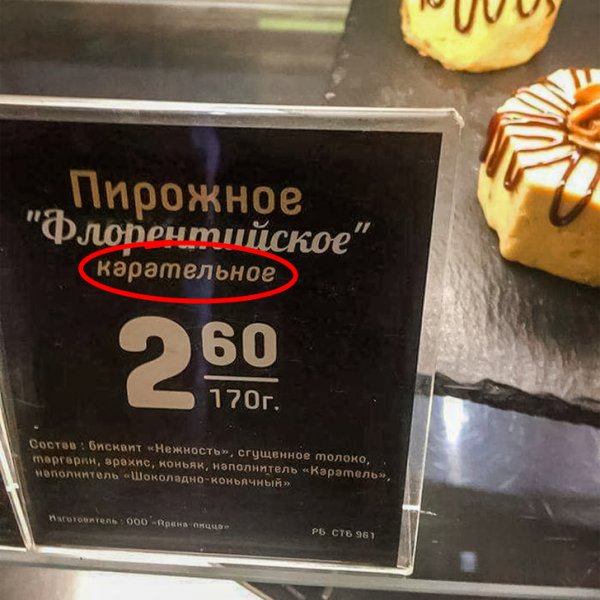 Пирожное
"Флорентийское"
карательное
2 60
170г.
Состав : бисквит «Нежность», сгущенное толоко,
маргарин, арахис, коньяк, наполнитель «Каратель»,
наполнитель «Шоколадно-коньячный»
Изготовитель : ООО «Арена-пицца»
РБ СТБ 961